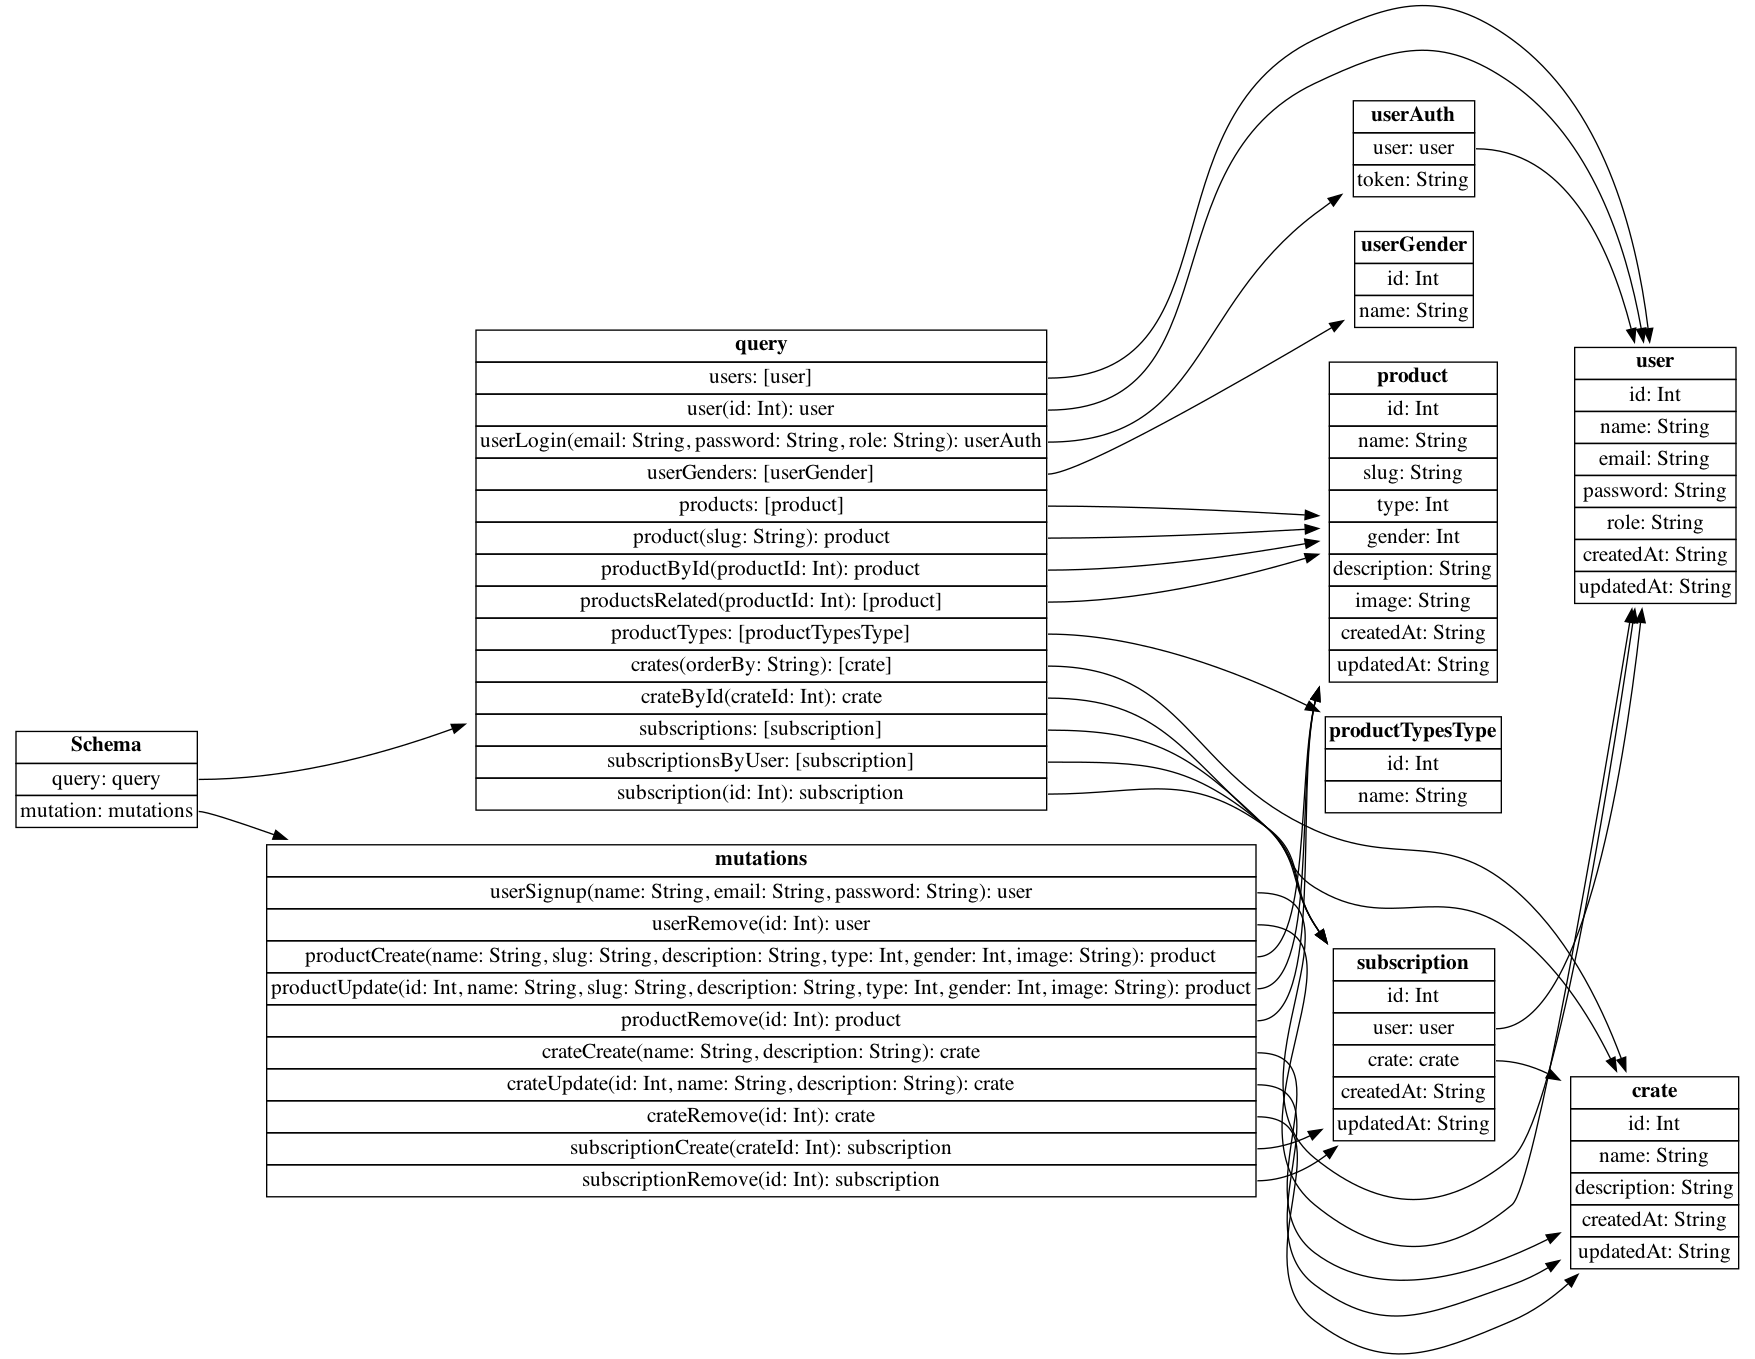 Schema
query: query
mutation: mutations
query
users: [user]
user(id: Int): user
userLogin(email: String, password: String, role: String): userAuth
userGenders: [userGender]
products: [product]
product(slug: String): product
productById(productId: Int): product
productsRelated(productId: Int): [product]
productTypes: [productTypesType]
crates(orderBy: String): [crate]
crateById(crateId: Int): crate
subscriptions: [subscription]
subscriptionsByUser: [subscription]
subscription(id: Int): subscription
mutations
userSignup(name: String, email: String, password: String): user
userRemove(id: Int): user
productCreate(name: String, slug: String, description: String, type: Int, gender: Int, image: String): product
productUpdate(id: Int, name: String, slug: String, description: String, type: Int, gender: Int, image: String): product
productRemove(id: Int): product
crateCreate(name: String, description: String): crate
crateUpdate(id: Int, name: String, description: String): crate
crateRemove(id: Int): crate
subscriptionCreate(crateId: Int): subscription
subscriptionRemove(id: Int): subscription
userAuth
user: user
token: String
userGender
id: Int
name: String
product
id: Int
name: String
slug: String
type: Int
gender: Int
description: String
image: String
createdAt: String
updatedAt: String
productTypesType
id: Int
name: String
subscription
id: Int
user: user
crate: crate
createdAt: String
updatedAt: String
user
id: Int
name: String
email: String
password: String
role: String
createdAt: String
updatedAt: String
crate
id: Int
name: String
description: String
createdAt: String
updatedAt: String